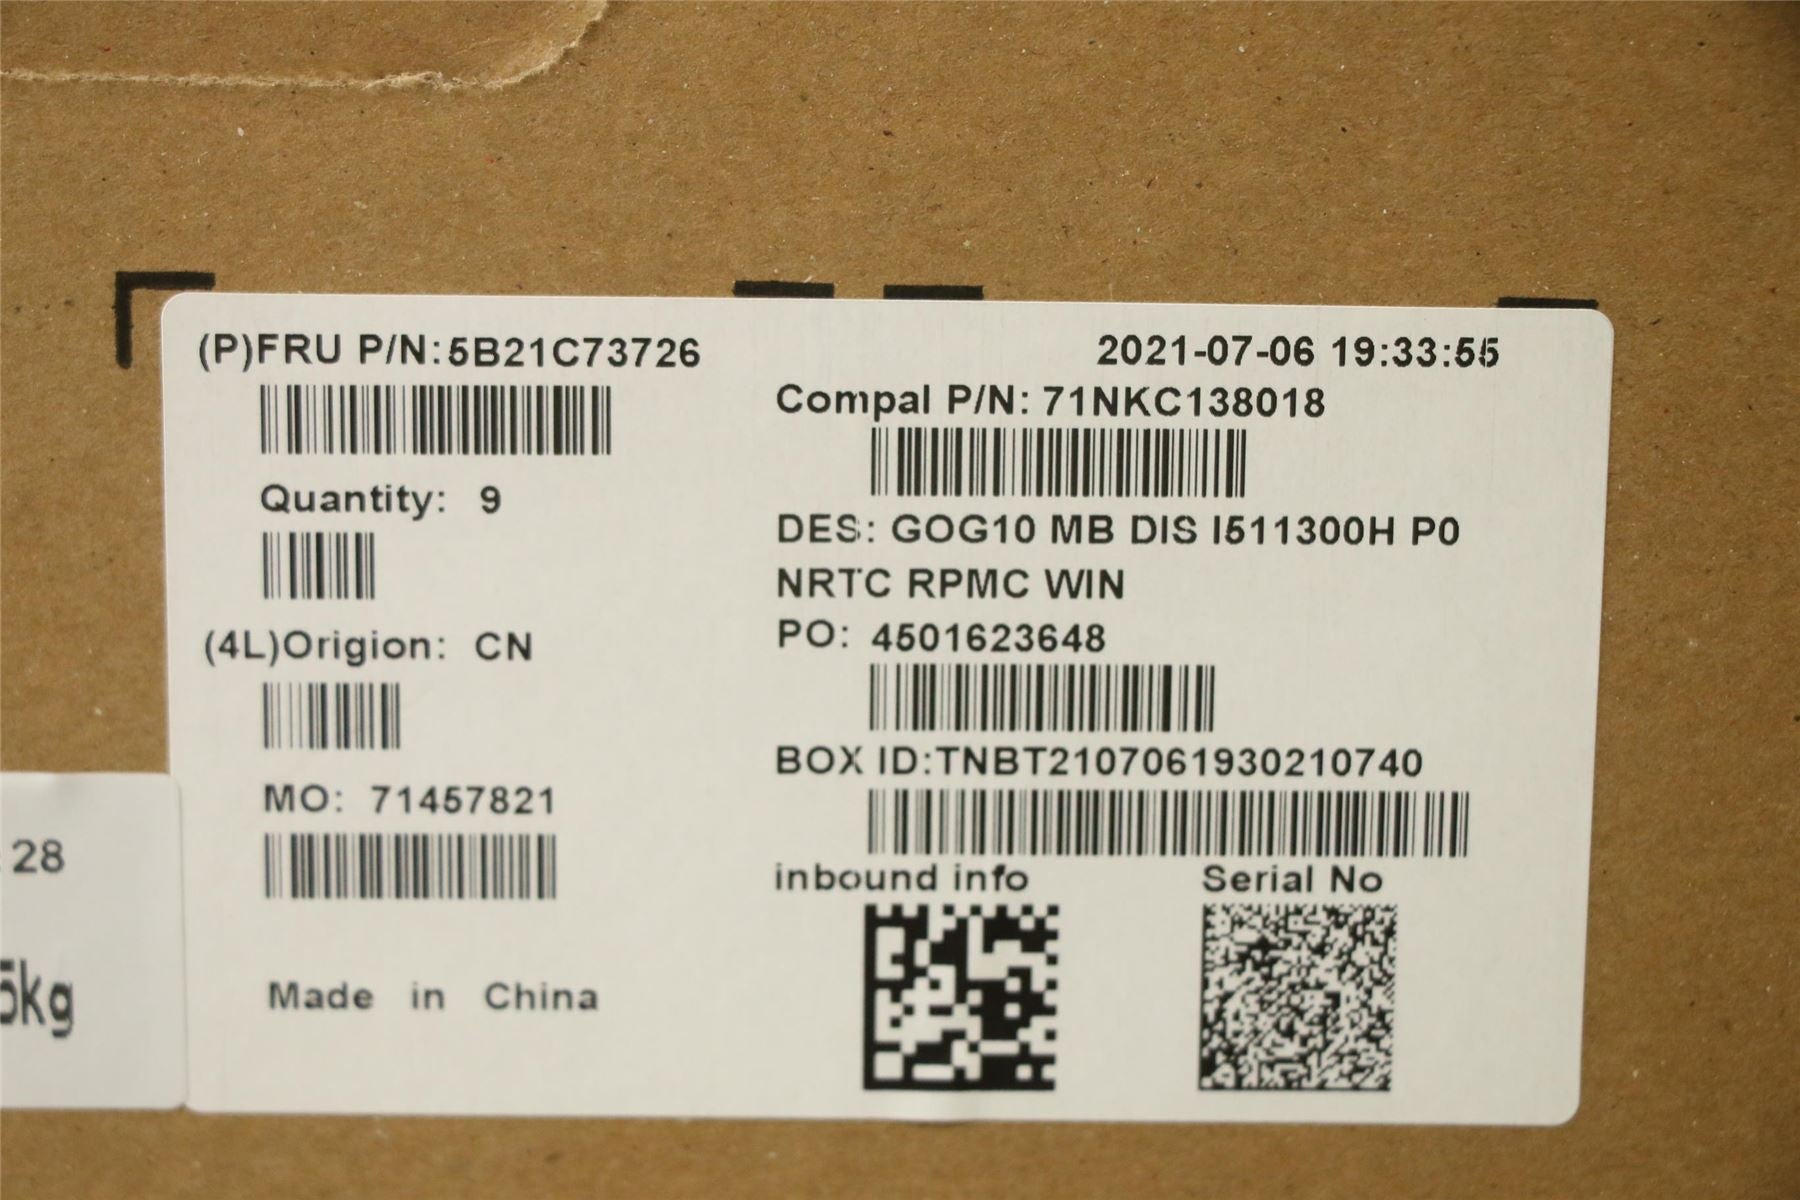 (P)FRU P/N:5B21C73726
2021-07-06 19:33:55
Compal P/N: 71NKC138018
Quantity: 9
DES: GOG10 MB DIS I511300H P0
NRTC RPMC WIN
(4L)Origion: CN
PO: 4501623648
BOX ID:TNBT2107061930210740
MO: 71457821
inbound info
Serial No
Made in China
28
5kg